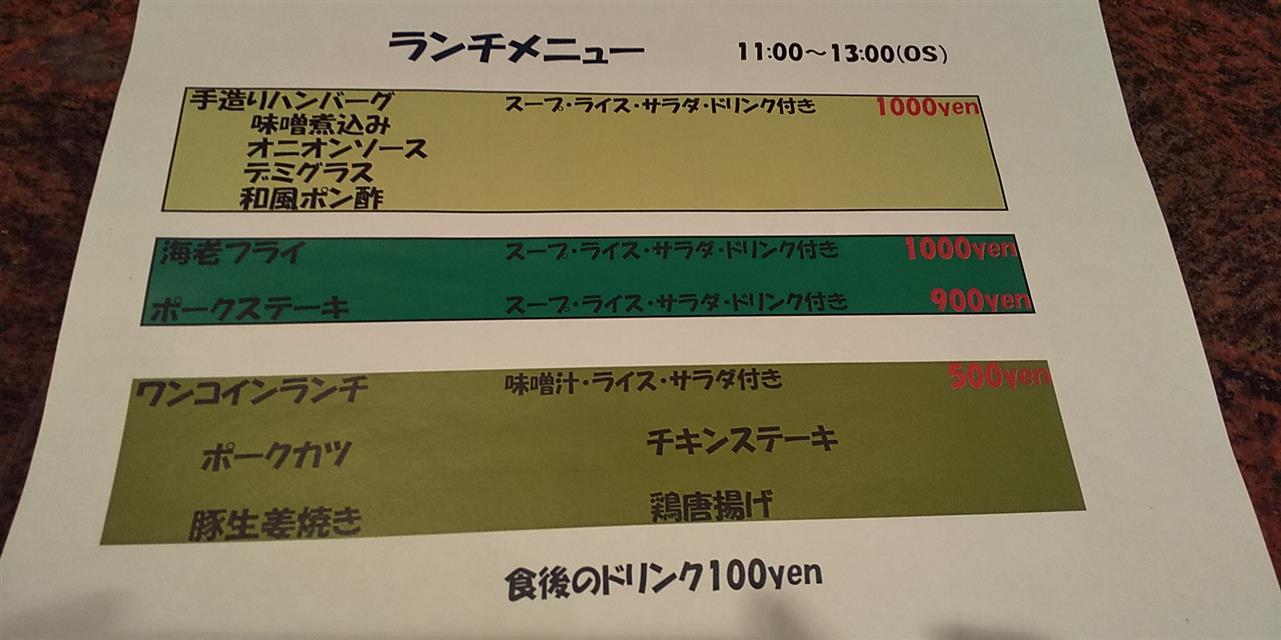 ランチメニュー 11:00～13:00(OS)
手造りハンバーグ スープ・ライス・サラダ・ドリンク付き 1000yen
味噌煮込み
オニオンソース
デミグラス
和風ポン酢
海老フライ スープ・ライス・サラダ・ドリンク付き 1000yen
ポークステーキ スープ・ライス・サラダ・ドリンク付き 900yen
ワンコインランチ 味噌汁・ライス・サラダ付き 500yen
ポークカツ チキンステーキ
豚生姜焼き 鶏唐揚げ
食後のドリンク100yen